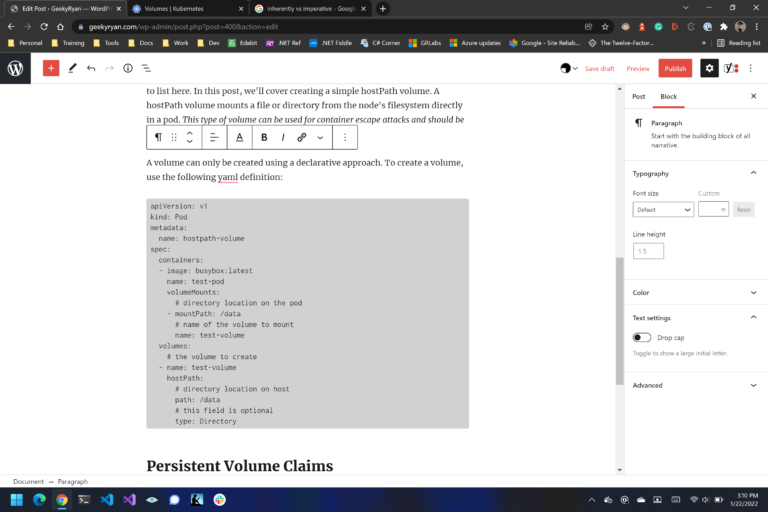 Edit Post ‹ GeekyRyan — WordPr
Volumes | Kubernetes
inherently vs imperative - Google
geekyryan.com/wp-admin/post.php?post=400&action=edit
Personal Training Tools Docs Work Dev Edabit .NET Ref .NET Fiddle C# Corner GRLabs Azure updates Google - Site Reliab... The Twelve-Factor... » Reading list
Save draft Preview Publish
to list here. In this post, we'll cover creating a simple hostPath volume. A
hostPath volume mounts a file or directory from the node's filesystem directly
in a pod. This type of volume can be used for container escape attacks and should be
A B I
A volume can only be created using a declarative approach. To create a volume,
use the following yaml definition:
apiVersion: v1
kind: Pod
metadata:
  name: hostpath-volume
spec:
  containers:
  - image: busybox:latest
    name: test-pod
    volumeMounts:
      # directory location on the pod
    - mountPath: /data
      # name of the volume to mount
      name: test-volume
  volumes:
    # the volume to create
  - name: test-volume
    hostPath:
      # directory location on host
      path: /data
      # this field is optional
      type: Directory
Persistent Volume Claims
Post Block
Paragraph
Start with the building block of all
narrative.
Typography
Font size Custom
Default Reset
Line height
1.5
Color
Text settings
Drop cap
Toggle to show a large initial letter.
Advanced
Document → Paragraph
3:10 PM
1/22/2022